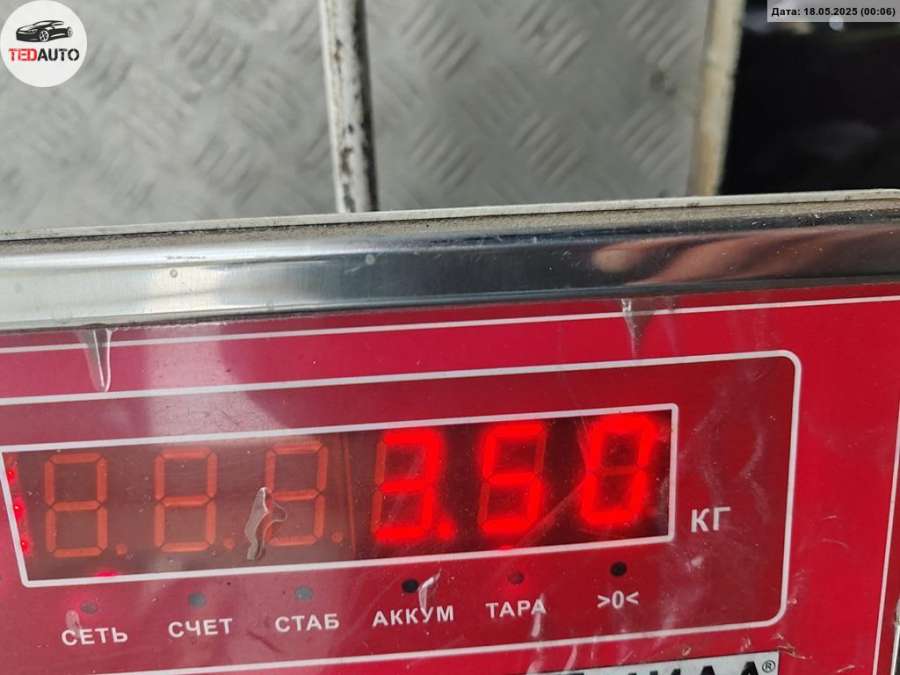 TEDAUTO
Дата: 18.05.2025 (00:06)
3.50
КГ
СЕТЬ СЧЕТ СТАБ АККУМ ТАРА >0<